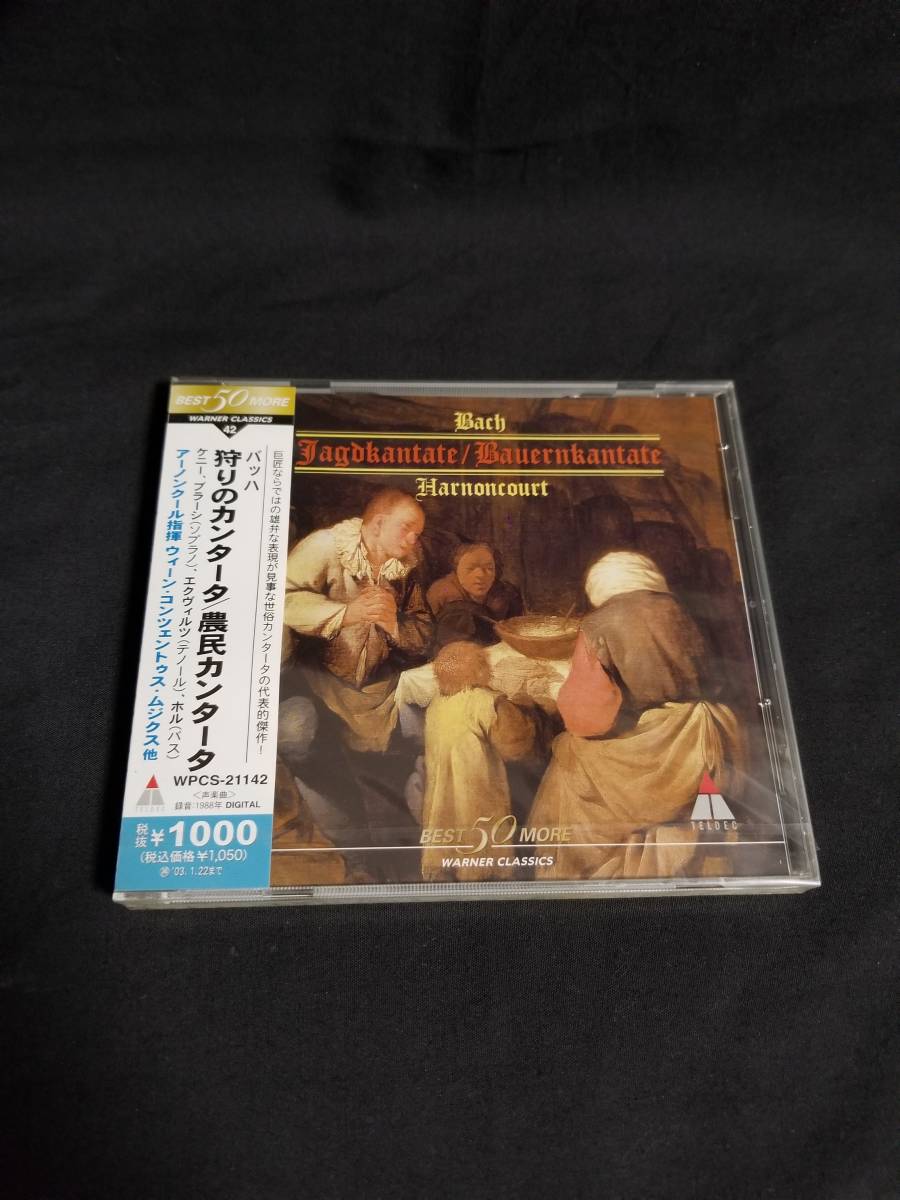 BEST 50 MORE
WARNER CLASSICS
42
巨匠ならではの雄弁な表現が見事な世俗カンタータの代表的傑作!
バッハ
狩りのカンタータ/農民カンタータ
ケニー、ブラーシ(ソプラノ)、エクヴィルツ(テノール)、ホル(バス)
アーノンクール指揮 ウィーン・コンツェントゥス・ムジクス 他
WPCS-21142
<声楽曲>
録音:1988年 DIGITAL
TELDEC
税抜 ¥1000
(税込価格¥1,050)
'03.1.22まで
Bach
Jagdkantate/Bauernkantate
Harnoncourt
TELDEC
BEST 50 MORE
WARNER CLASSICS